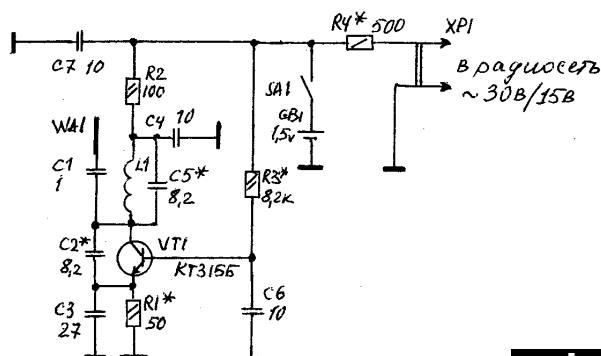 R4* 500
XP1
C7 10
R2
100
в радиосеть
~30В/15В
SA1
GB1
1,5v
C4
10
WA1
C1
1
L1
C5*
8,2
R3*
8,2к
C2*
8,2
VT1
КТ315Б
C3
27
R1*
50
C6
10